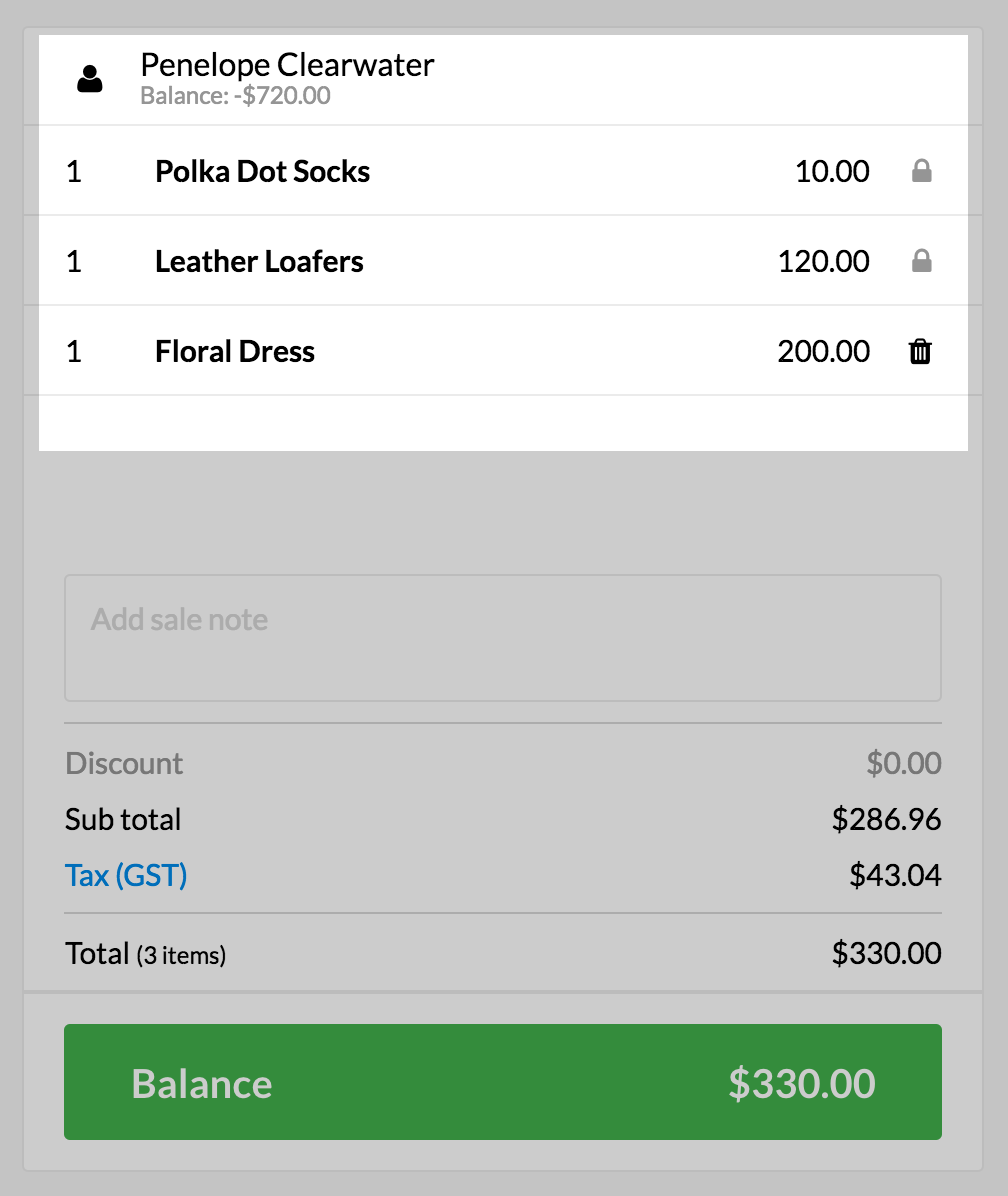 Penelope Clearwater
Balance: -$720.00
1 Polka Dot Socks 10.00
1 Leather Loafers 120.00
1 Floral Dress 200.00
Add sale note
Discount $0.00
Sub total $286.96
Tax (GST) $43.04
Total (3 items) $330.00
Balance $330.00